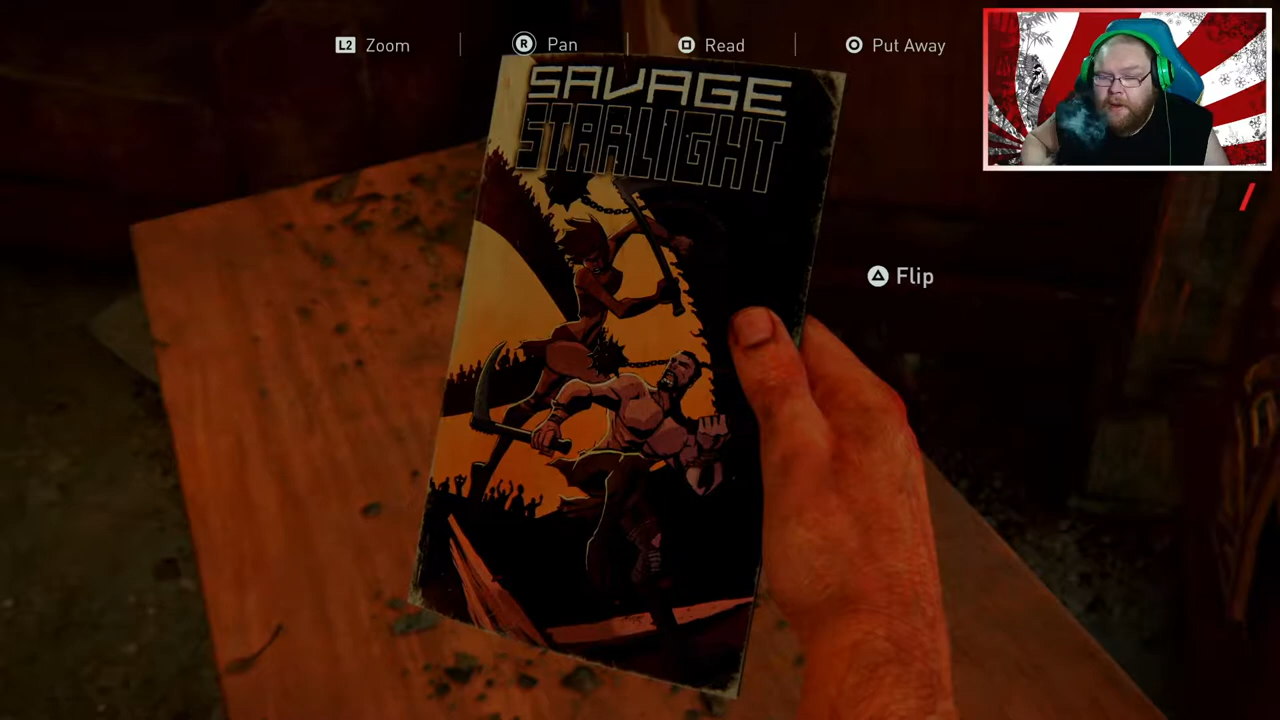 L2 Zoom
R Pan
Read
Put Away
SAVAGE
STARLIGHT
Flip